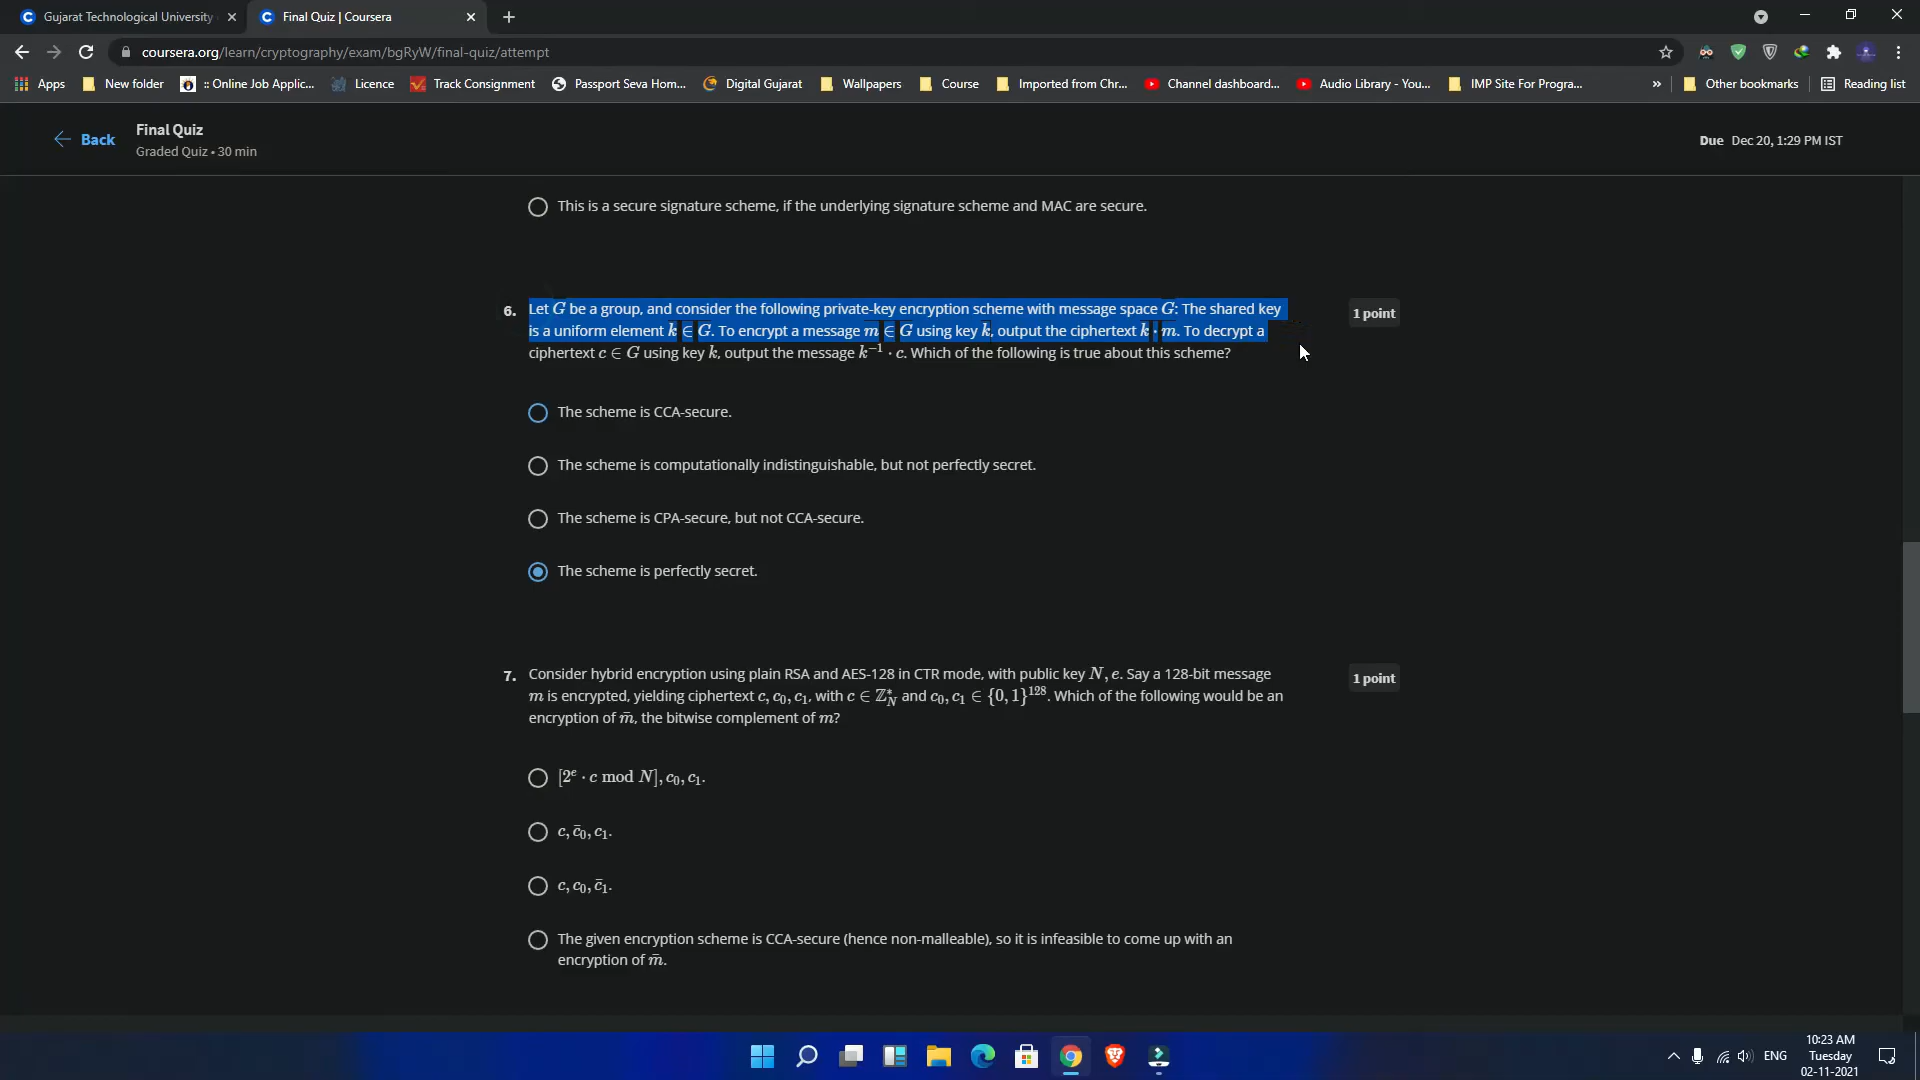 Gujarat Technological University
Final Quiz | Coursera
coursera.org/learn/cryptography/exam/bgRyW/final-quiz/attempt
Apps New folder :: Online Job Applic... Licence Track Consignment Passport Seva Hom... Digital Gujarat Wallpapers Course Imported from Chr... Channel dashboard... Audio Library - You... IMP Site For Progra... » Other bookmarks Reading list
Back
Final Quiz
Graded Quiz • 30 min
Due Dec 20, 1:29 PM IST
This is a secure signature scheme, if the underlying signature scheme and MAC are secure.
6. Let G be a group, and consider the following private-key encryption scheme with message space G: The shared key
is a uniform element k ∈ G. To encrypt a message m ∈ G using key k, output the ciphertext k · m. To decrypt a
ciphertext c ∈ G using key k, output the message k⁻¹ · c. Which of the following is true about this scheme?
1 point
The scheme is CCA-secure.
The scheme is computationally indistinguishable, but not perfectly secret.
The scheme is CPA-secure, but not CCA-secure.
The scheme is perfectly secret.
7. Consider hybrid encryption using plain RSA and AES-128 in CTR mode, with public key N, e. Say a 128-bit message
m is encrypted, yielding ciphertext c, c₀, c₁, with c ∈ ℤ*_N and c₀, c₁ ∈ {0, 1}¹²⁸. Which of the following would be an
encryption of m̄, the bitwise complement of m?
1 point
[2ᵉ · c mod N], c₀, c₁.
c, c̄₀, c₁.
c, c₀, c̄₁.
The given encryption scheme is CCA-secure (hence non-malleable), so it is infeasible to come up with an
encryption of m̄.
ENG
10:23 AM
Tuesday
02-11-2021